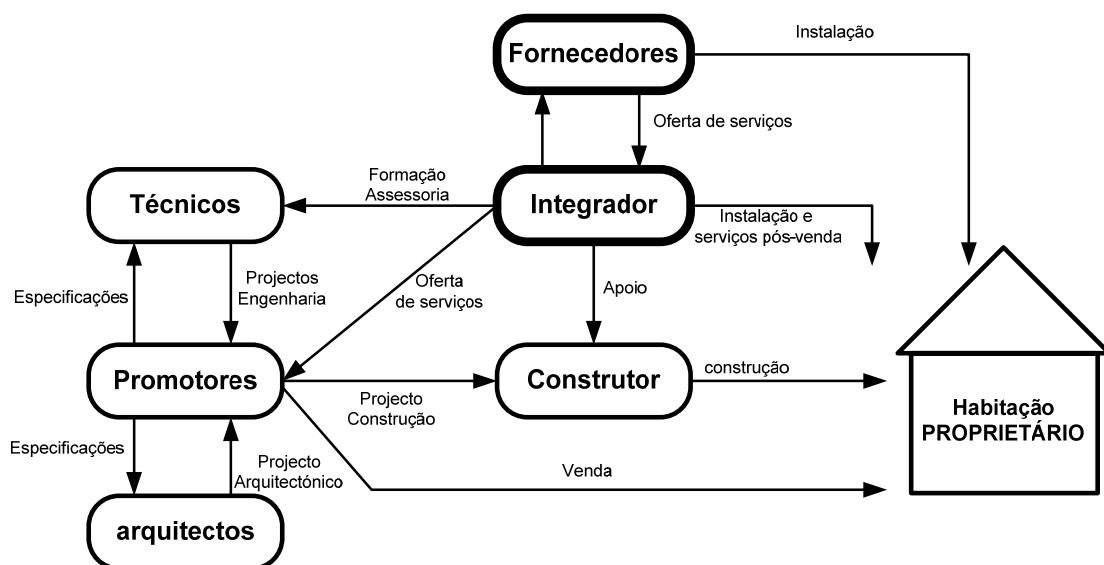 Instalação
Fornecedores
Oferta de serviços
Formação
Assessoria
Técnicos
Integrador
Instalação e
serviços pós-venda
Especificações
Projectos
Engenharia
Oferta
de serviços
Apoio
Promotores
Construtor
construção
Projecto
Construção
Habitação
PROPRIETÁRIO
Especificações
Projecto
Arquitectónico
Venda
arquitectos